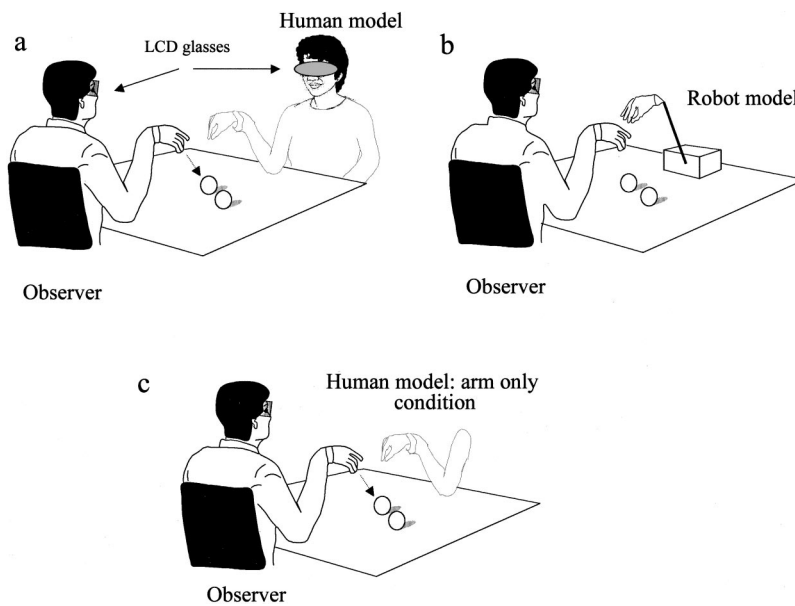 a
LCD glasses
Human model
Observer
b
Robot model
Observer
c
Human model: arm only
condition
Observer